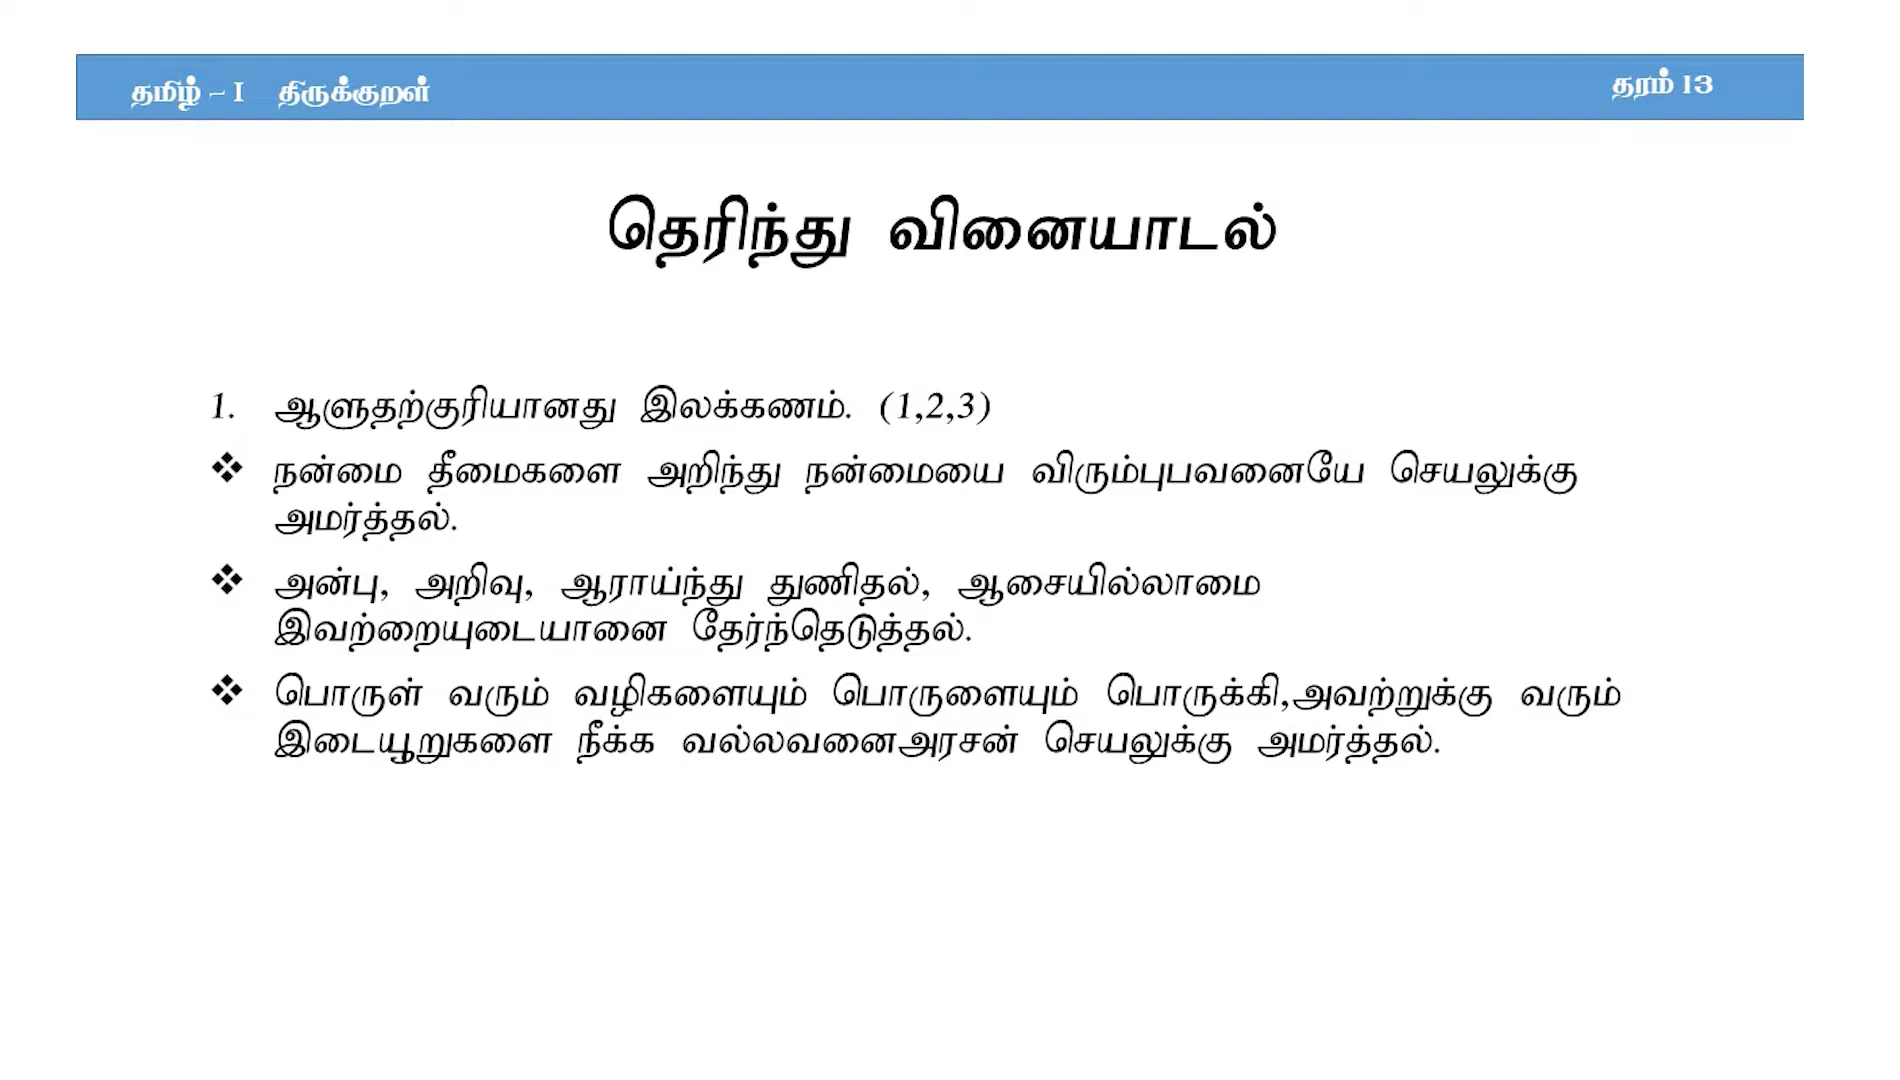 தமிழ் – I திருக்குறள்
தரம் 13
தெரிந்து வினையாடல்
1. ஆளுதற்குரியானது இலக்கணம். (1,2,3)
❖ நன்மை தீமைகளை அறிந்து நன்மையை விரும்புபவனையே செயலுக்கு
அமர்த்தல்.
❖ அன்பு, அறிவு, ஆராய்ந்து துணிதல், ஆசையில்லாமை
இவற்றையுடையானை தேர்ந்தெடுத்தல்.
❖ பொருள் வரும் வழிகளையும் பொருளையும் பொருக்கி,அவற்றுக்கு வரும்
இடையூறுகளை நீக்க வல்லவனைஅரசன் செயலுக்கு அமர்த்தல்.